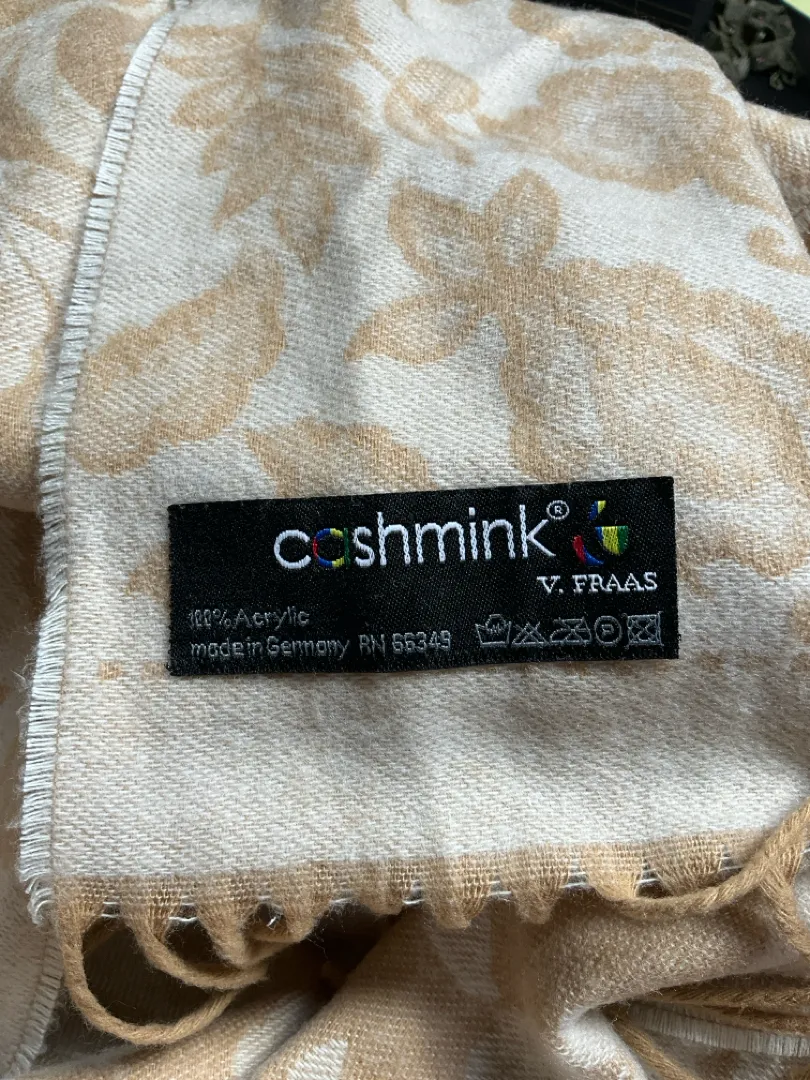 cashmink®
V. FRAAS
100% Acrylic
made in Germany RN 66349